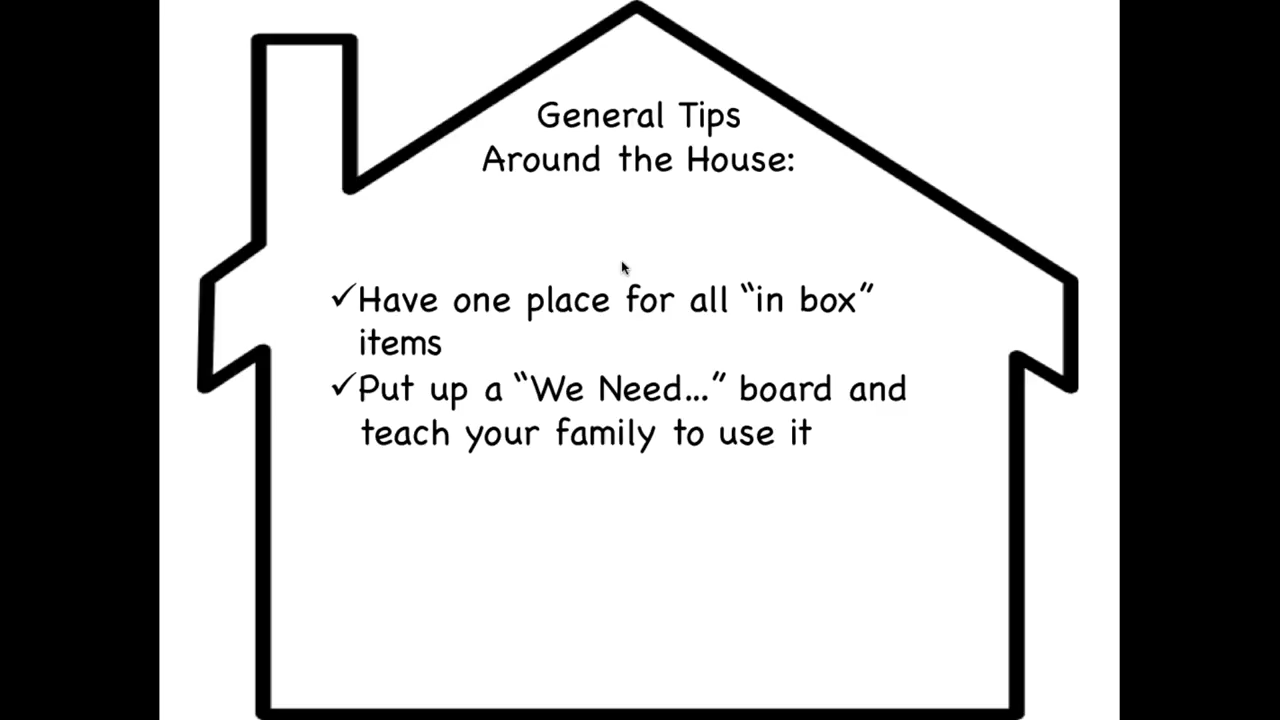 General Tips
Around the House:
✓Have one place for all “in box”
items
✓Put up a “We Need...” board and
teach your family to use it